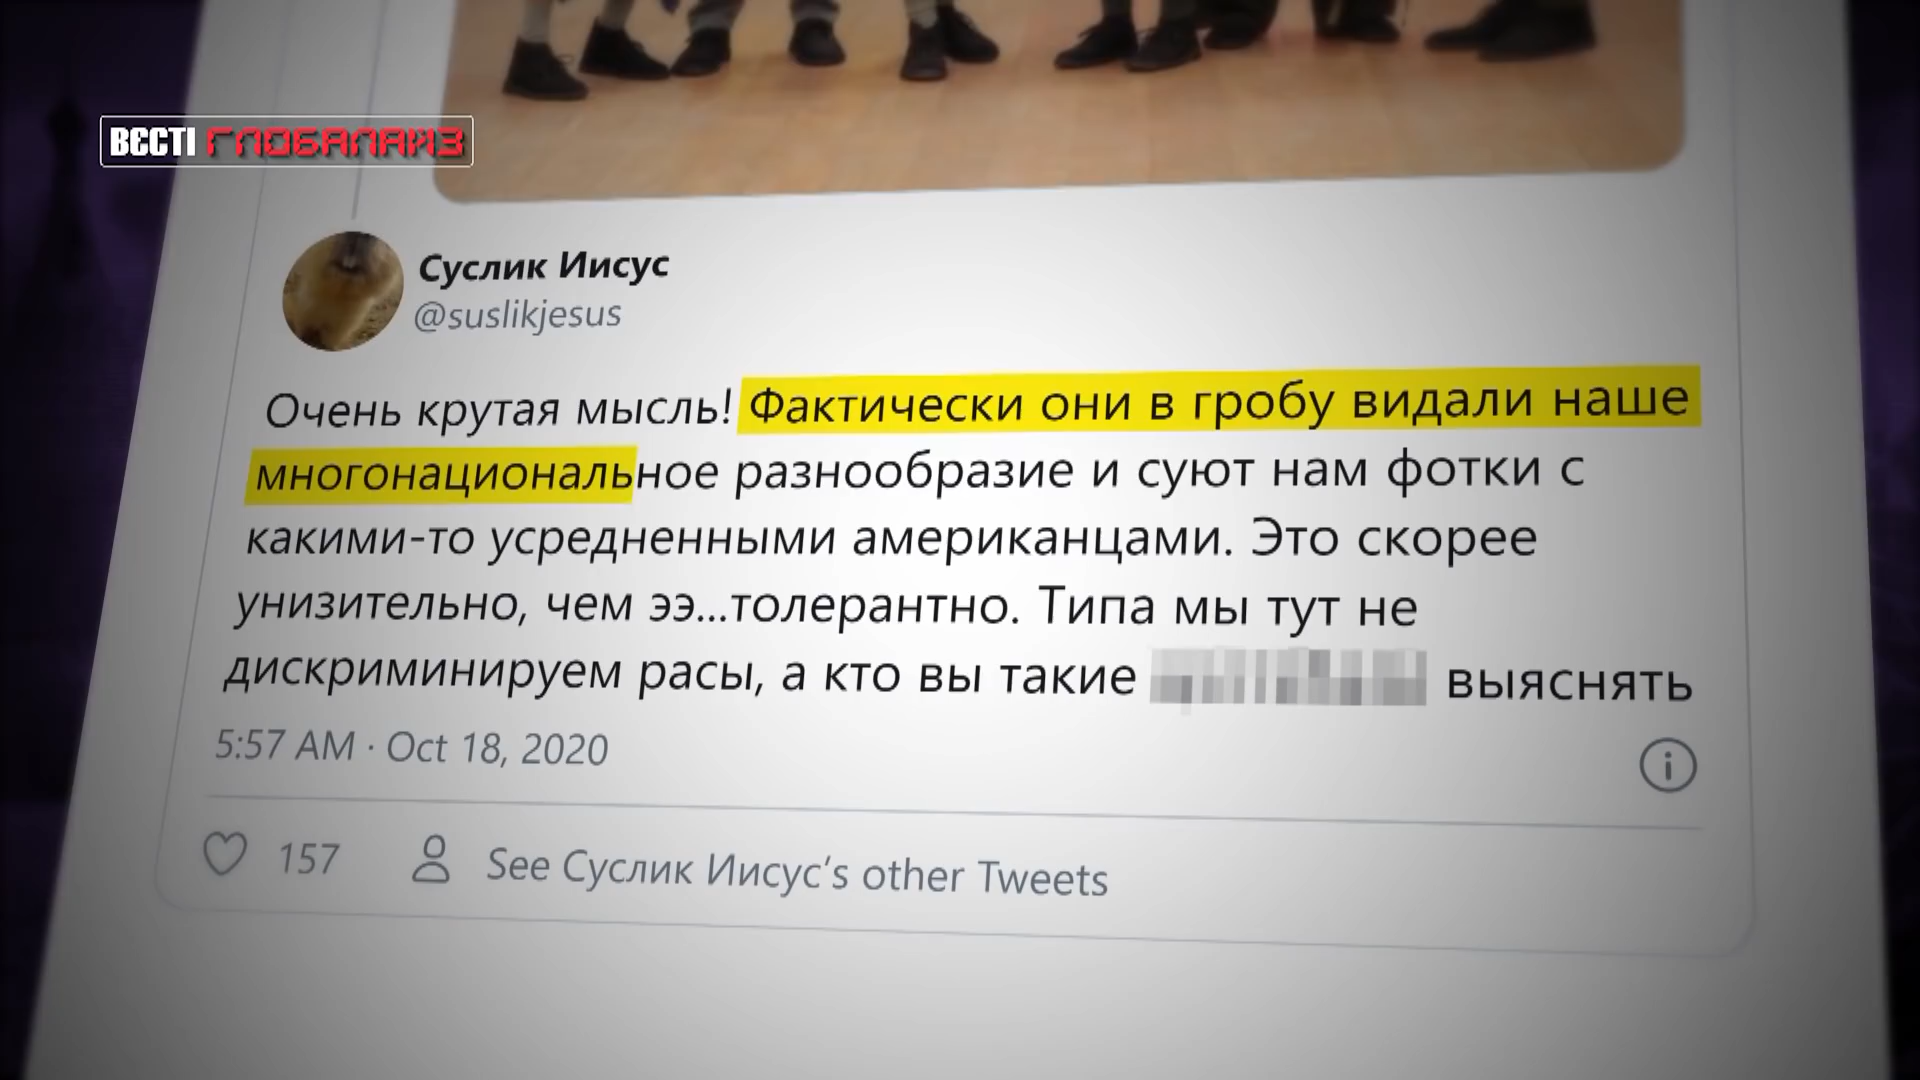 ВЄСТІ ГЛОБАЛАЙЗ
Суслик Иисус
@suslikjesus
Очень крутая мысль! Фактически они в гробу видали наше
многонациональное разнообразие и суют нам фотки с
какими-то усредненными американцами. Это скорее
унизительно, чем ээ...толерантно. Типа мы тут не
дискриминируем расы, а кто вы такие выяснять
5:57 AM · Oct 18, 2020
157
See Суслик Иисус's other Tweets